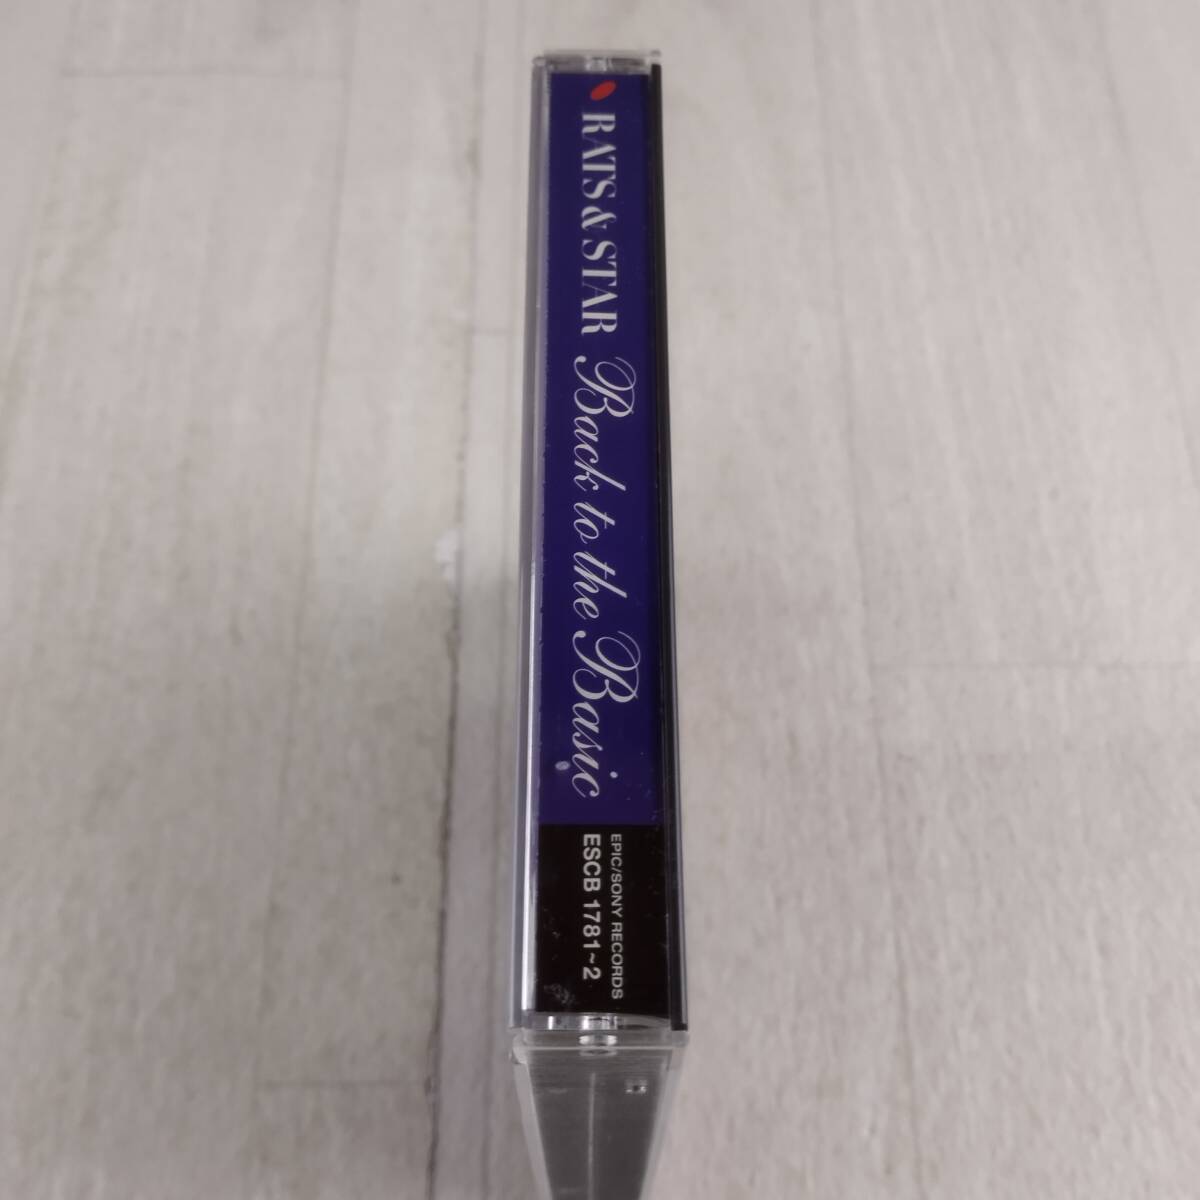 RATS & STAR Back to the Basic
EPIC/SONY RECORDS
ESCB 1781~2